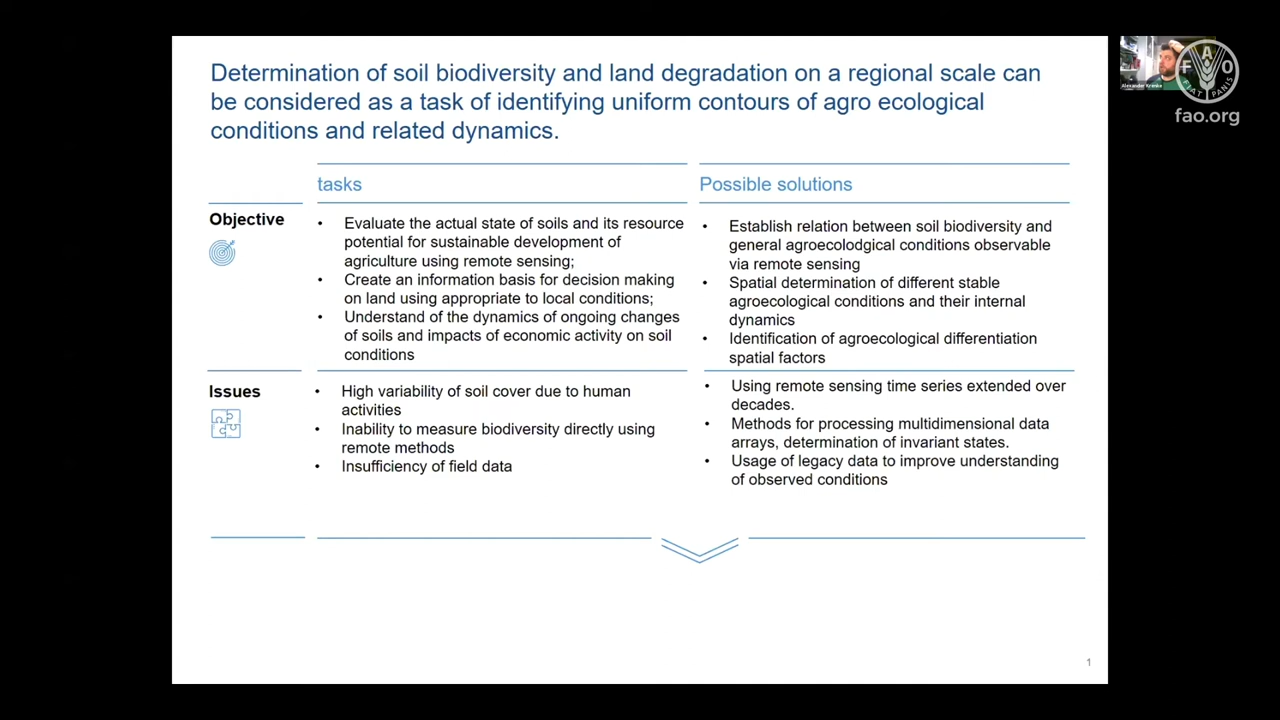 Determination of soil biodiversity and land degradation on a regional scale can
be considered as a task of identifying uniform contours of agro ecological
conditions and related dynamics.
tasks
Possible solutions
Objective
• Evaluate the actual state of soils and its resource
potential for sustainable development of
agriculture using remote sensing;
• Create an information basis for decision making
on land using appropriate to local conditions;
• Understand of the dynamics of ongoing changes
of soils and impacts of economic activity on soil
conditions
• Establish relation between soil biodiversity and
general agroecolodgical conditions observable
via remote sensing
• Spatial determination of different stable
agroecological conditions and their internal
dynamics
• Identification of agroecological differentiation
spatial factors
Issues
• High variability of soil cover due to human
activities
• Inability to measure biodiversity directly using
remote methods
• Insufficiency of field data
• Using remote sensing time series extended over
decades.
• Methods for processing multidimensional data
arrays, determination of invariant states.
• Usage of legacy data to improve understanding
of observed conditions
1
Alexander Krenke
FAO
FIAT PANIS
fao.org